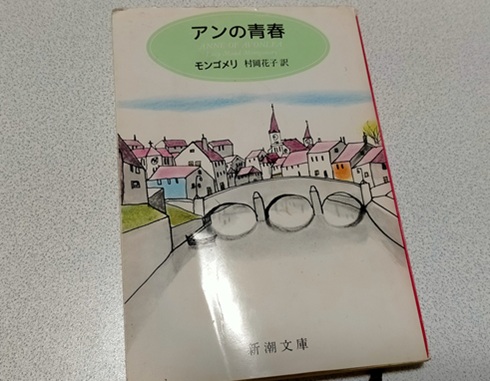 アンの青春
モンゴメリ 村岡花子 訳
新潮文庫